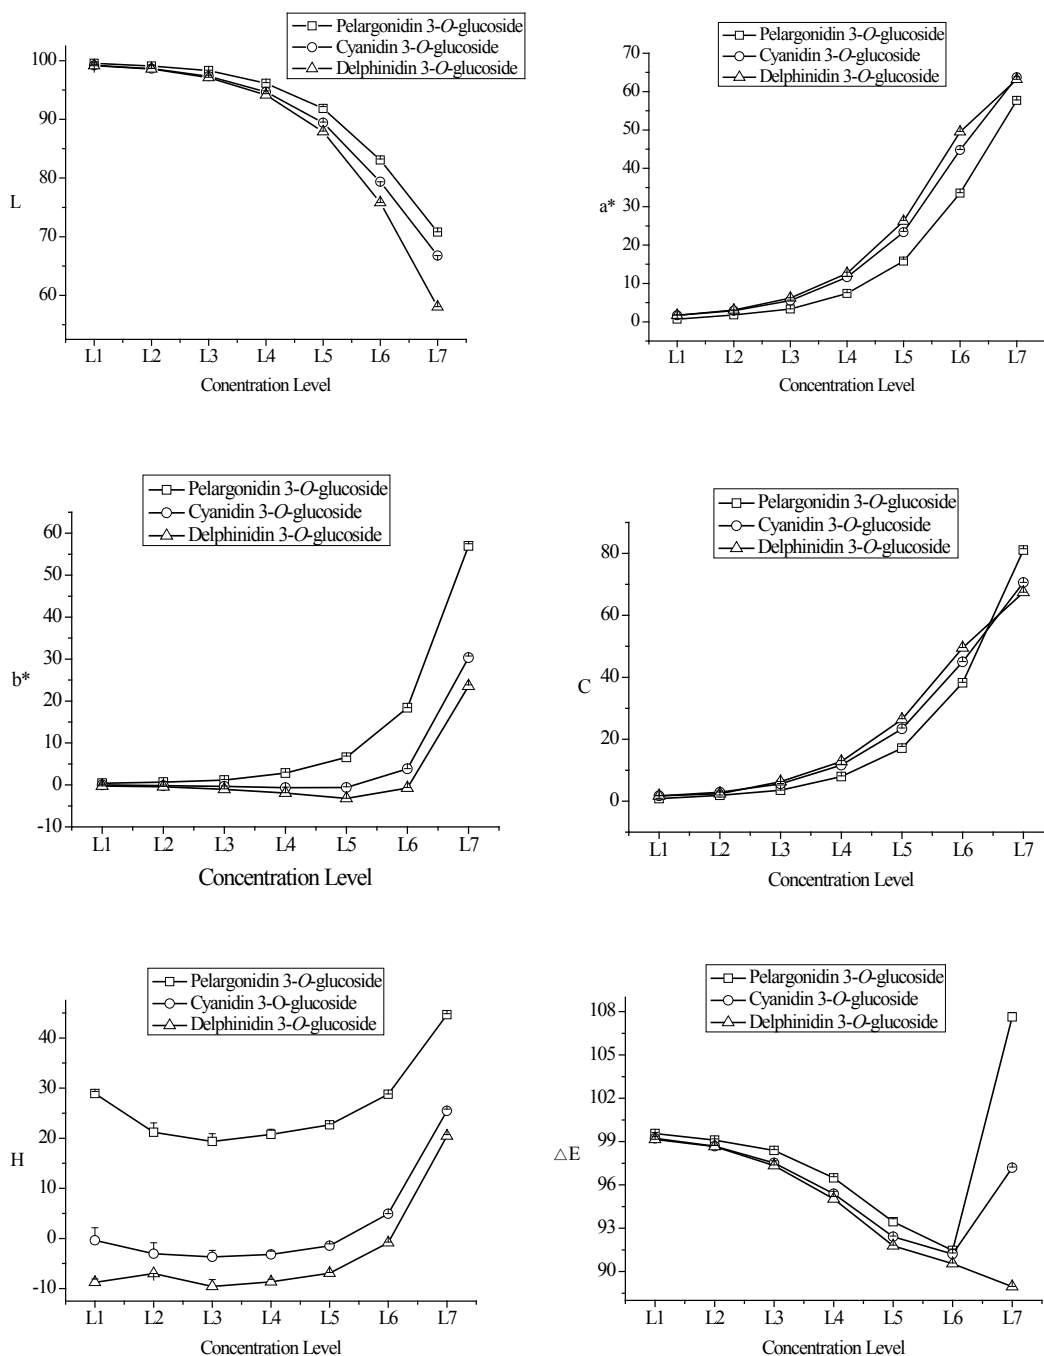 Pelargonidin 3-O-glucoside
Cyanidin 3-O-glucoside
Delphinidin 3-O-glucoside
100
90
80
70
60
L
L1 L2 L3 L4 L5 L6 L7
Conentration Level
Pelargonidin 3-O-glucoside
Cyanidin 3-O-glucoside
Delphinidin 3-O-glucoside
70
60
50
40
30
20
10
0
a*
L1 L2 L3 L4 L5 L6 L7
Concentration Level
Pelargonidin 3-O-glucoside
Cyanidin 3-O-glucoside
Delphinidin 3-O-glucoside
60
50
40
30
20
10
0
-10
b*
L1 L2 L3 L4 L5 L6 L7
Concentration Level
Pelargonidin 3-O-glucoside
Cyanidin 3-O-glucoside
Delphinidin 3-O-glucoside
80
60
40
20
0
C
L1 L2 L3 L4 L5 L6 L7
Concentration Level
Pelargonidin 3-O-glucoside
Cyanidin 3-O-glucoside
Delphinidin 3-O-glucoside
40
30
20
10
0
-10
H
L1 L2 L3 L4 L5 L6 L7
Concentration Level
Pelargonidin 3-O-glucoside
Cyanidin 3-O-glucoside
Delphinidin 3-O-glucoside
108
105
102
99
96
93
90
△E
L1 L2 L3 L4 L5 L6 L7
Concentration Level